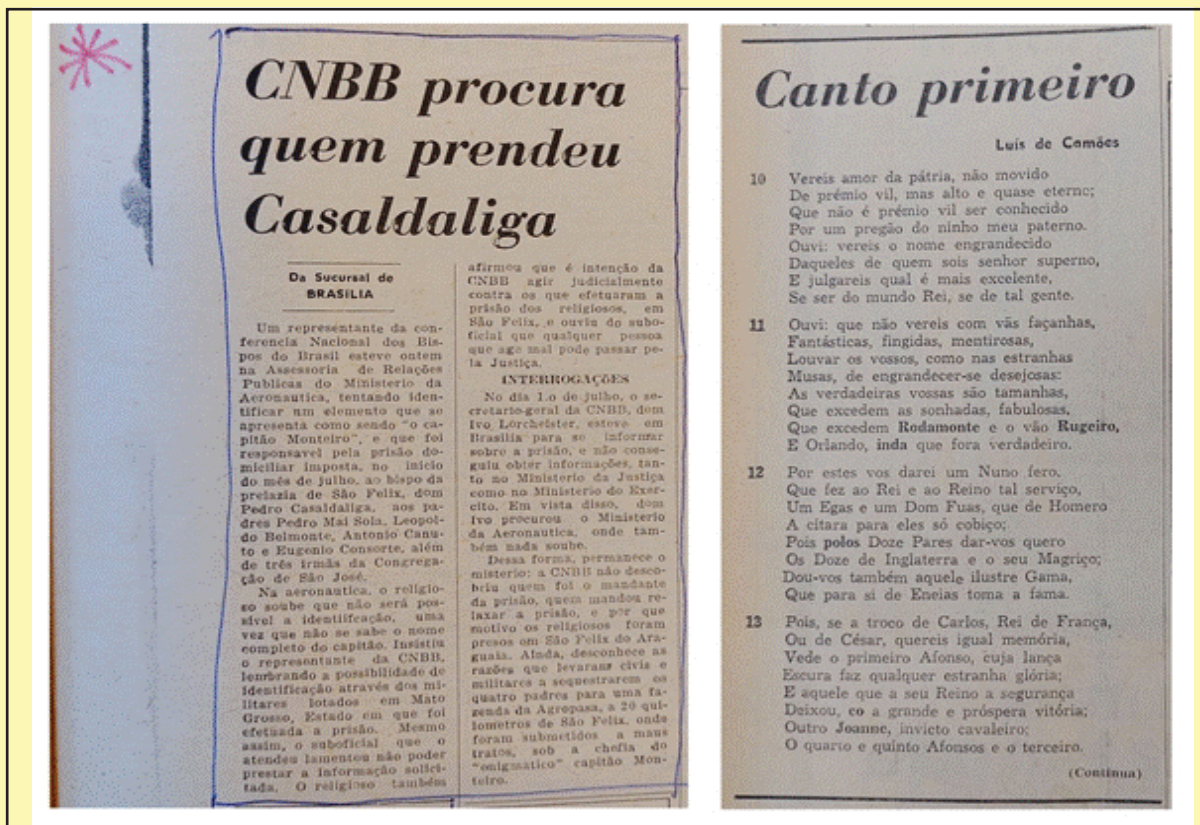 CNBB procura
quem prendeu
Casaldaliga
Da Sucursal de
BRASILIA
Um representante da con-
ferencia Nacional dos Bis-
pos do Brasil esteve ontem
na Assessoria de Relações
Publicas do Ministerio da
Aeronautica, tentando iden-
tificar um elemento que se
apresenta como sendo "o ca-
pitão Monteiro", e que foi
responsavel pela prisão do-
miciliar imposta, no inicio
do mês de julho, ao bispo da
prelazia de São Felix, dom
Pedro Casaldaliga, aos pa-
dres Pedro Mai Sola, Leopol-
do Belmonte, Antonio Canu-
to e Eugenio Consorte, além
de três irmãs da Congrega-
ção de São José.
Na aeronautica, o religio-
so soube que não será pos-
sivel a identificação, uma
vez que não se sabe o nome
completo do capitão. Insistiu
o representante da CNBB,
lembrando a possibilidade de
identificação através dos mi-
litares lotados em Mato
Grosso, Estado em que foi
efetuada a prisão. Mesmo
assim, o suboficial que o
atendeu lamentou não poder
prestar a informação solici-
tada. O religioso também
afirmou que é intenção da
CNBB agir judicialmente
contra os que efetuaram a
prisão dos religiosos, em
São Felix, e ouviu do subo-
ficial que qualquer pessoa
que age mal pode passar pe-
la Justiça.
INTERROGAÇÕES
No dia 1.o de julho, o se-
cretario-geral da CNBB, dom
Ivo Lorcheister, esteve em
Brasilia para se informar
sobre a prisão, e não conse-
guiu obter informações, tan-
to no Ministerio da Justiça
como no Ministerio do Exer-
cito. Em vista disso, dom
Ivo procurou o Ministerio
da Aeronautica, onde tam-
bém nada soube.
Dessa forma, permanece o
misterio: a CNBB não desco-
briu quem foi o mandante
da prisão, quem mandou re-
laxar a prisão, e por que
motivo os religiosos foram
presos em São Felix do Ara-
guaia. Ainda, desconhece as
razões que levaram civis e
militares a sequestrarem os
quatro padres para uma fa-
zenda da Agropasa, a 20 qui-
lometros de São Felix, onde
foram submetidos a maus
tratos, sob a chefia do
"enigmatico" capitão Mon-
teiro.
Canto primeiro
Luís de Camões
10 Vereis amor da pátria, não movido
De prémio vil, mas alto e quase eterno;
Que não é prémio vil ser conhecido
Por um pregão do ninho meu paterno.
Ouvi: vereis o nome engrandecido
Daqueles de quem sois senhor superno,
E julgareis qual é mais excelente,
Se ser do mundo Rei, se de tal gente.
11 Ouvi: que não vereis com vãs façanhas,
Fantásticas, fingidas, mentirosas,
Louvar os vossos, como nas estranhas
Musas, de engrandecer-se desejosas:
As verdadeiras vossas são tamanhas,
Que excedem as sonhadas, fabulosas,
Que excedem Rodamonte e o vão Rugeiro,
E Orlando, inda que fora verdadeiro.
12 Por estes vos darei um Nuno fero,
Que fez ao Rei e ao Reino tal serviço,
Um Egas e um Dom Fuas, que de Homero
A citara para eles só cobiço;
Pois polos Doze Pares dar-vos quero
Os Doze de Inglaterra e o seu Magriço;
Dou-vos também aquele ilustre Gama,
Que para si de Eneias toma a fama.
13 Pois, se a troco de Carlos, Rei de França,
Ou de César, quereis igual memória,
Vede o primeiro Afonso, cuja lança
Escura faz qualquer estranha glória;
E aquele que a seu Reino a segurança
Deixou, co a grande e próspera vitória;
Outro Joanne, invicto cavaleiro;
O quarto e quinto Afonsos e o terceiro.
(Continua)